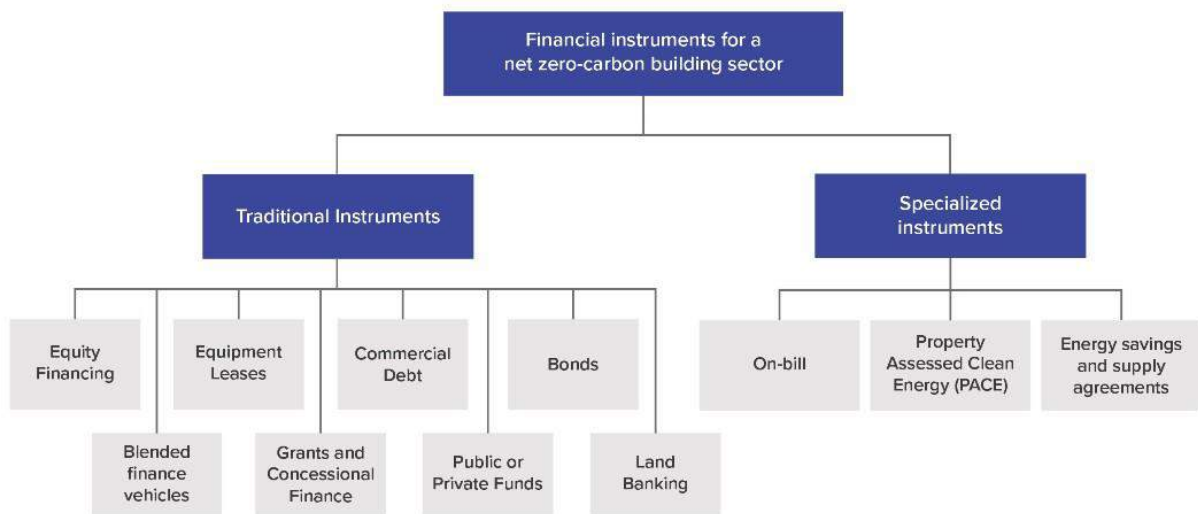 Financial instruments for a
net zero-carbon building sector
Traditional Instruments
Specialized
instruments
Equity
Financing
Equipment
Leases
Commercial
Debt
Bonds
On-bill
Property
Assessed Clean
Energy (PACE)
Energy savings
and supply
agreements
Blended
finance
vehicles
Grants and
Concessional
Finance
Public or
Private Funds
Land
Banking